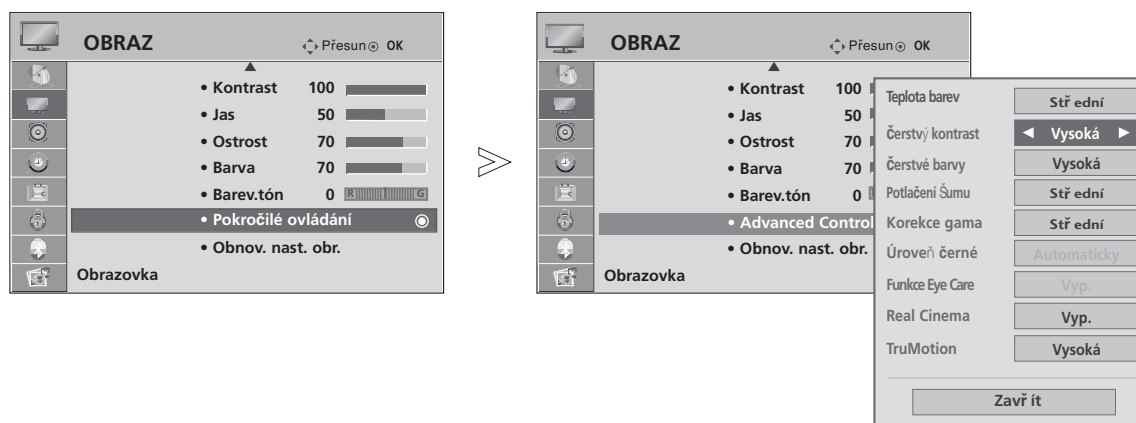 OBRAZ Přesun OK
• Kontrast 100
• Jas 50
• Ostrost 70
• Barva 70
• Barev.tón 0 R G
• Pokročilé ovládání
• Obnov. nast. obr.
Obrazovka
OBRAZ Přesun OK
• Kontrast 100
• Jas 50
• Ostrost 70
• Barva 70
• Barev.tón 0
• Advanced Control
• Obnov. nast. obr.
Obrazovka
Teplota barev Stř ední
Čerstvý kontrast ◄ Vysoká ►
Čerstvé barvy Vysoká
Potlačení Šumu Stř ední
Korekce gama Stř ední
Úroveň černé Automaticky
Funkce Eye Care Vyp.
Real Cinema Vyp.
TruMotion Vysoká
Zavř ít